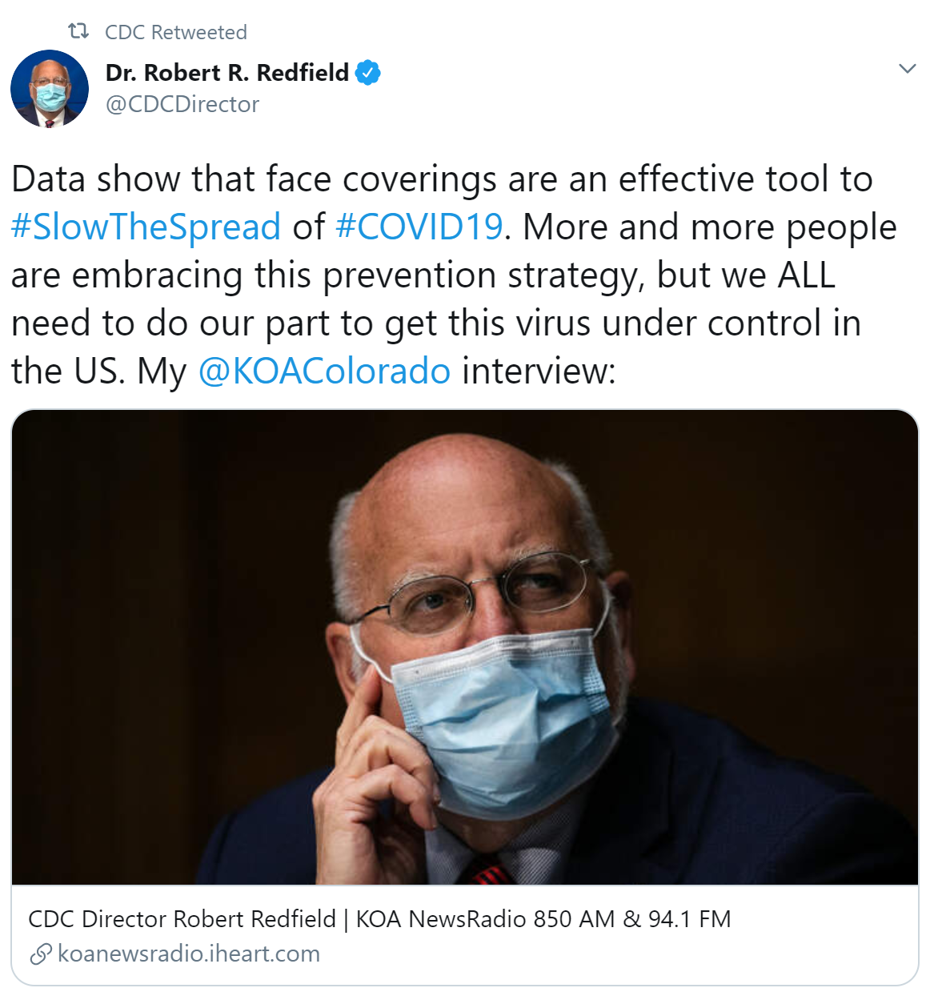 CDC Retweeted
Dr. Robert R. Redfield
@CDCDirector
Data show that face coverings are an effective tool to
#SlowTheSpread of #COVID19. More and more people
are embracing this prevention strategy, but we ALL
need to do our part to get this virus under control in
the US. My @KOAColorado interview:
CDC Director Robert Redfield | KOA NewsRadio 850 AM & 94.1 FM
koanewsradio.iheart.com